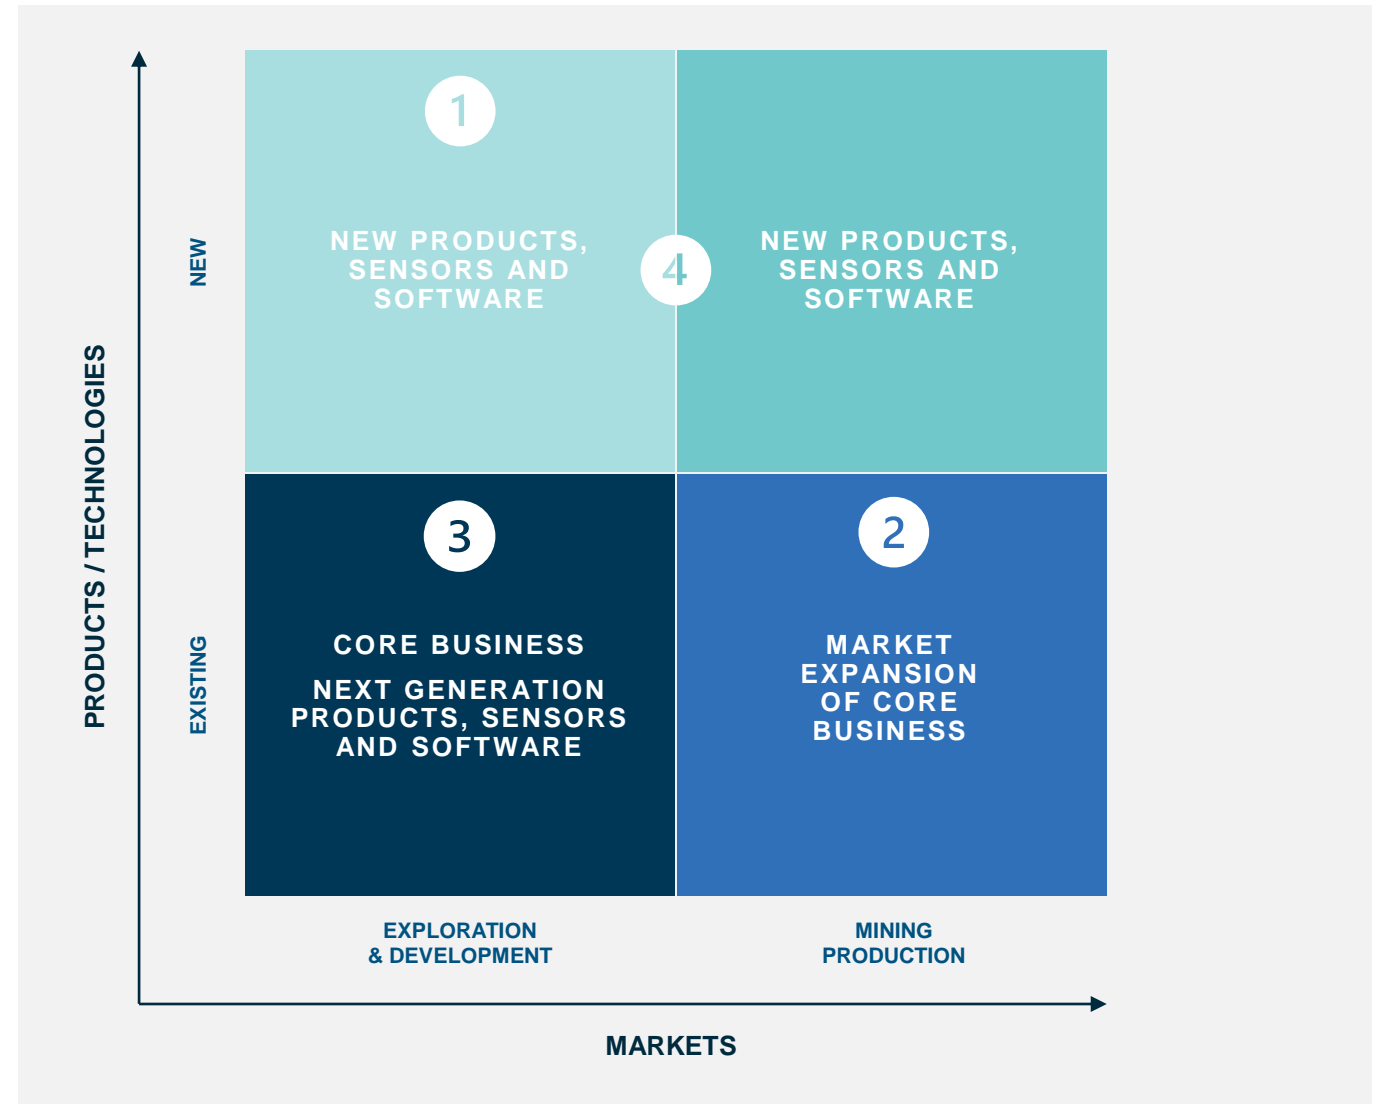 PRODUCTS / TECHNOLOGIES
NEW
EXISTING
1
NEW PRODUCTS,
SENSORS AND
SOFTWARE
4
NEW PRODUCTS,
SENSORS AND
SOFTWARE
3
CORE BUSINESS
NEXT GENERATION
PRODUCTS, SENSORS
AND SOFTWARE
2
MARKET
EXPANSION
OF CORE
BUSINESS
EXPLORATION
& DEVELOPMENT
MINING
PRODUCTION
MARKETS